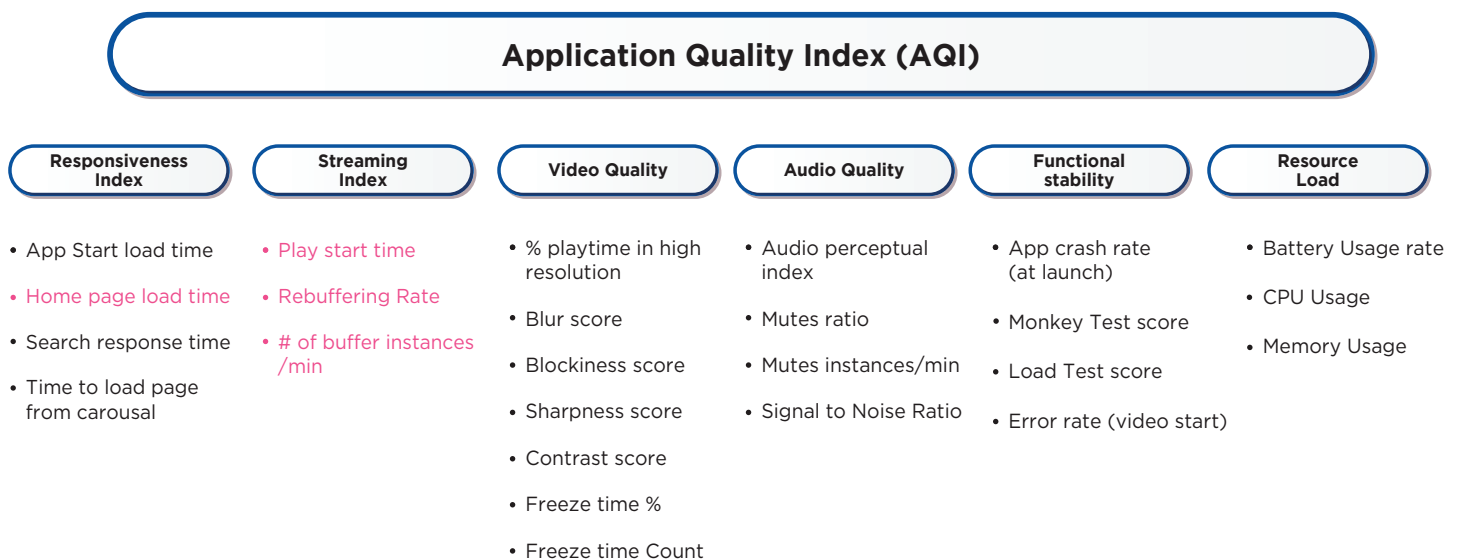 Application Quality Index (AQI)
Responsiveness
Index
• App Start load time
• Home page load time
• Search response time
• Time to load page
from carousal
Streaming
Index
• Play start time
• Rebuffering Rate
• # of buffer instances
/min
Video Quality
• % playtime in high
resolution
• Blur score
• Blockiness score
• Sharpness score
• Contrast score
• Freeze time %
• Freeze time Count
Audio Quality
• Audio perceptual
index
• Mutes ratio
• Mutes instances/min
• Signal to Noise Ratio
Functional
stability
• App crash rate
(at launch)
• Monkey Test score
• Load Test score
• Error rate (video start)
Resource
Load
• Battery Usage rate
• CPU Usage
• Memory Usage